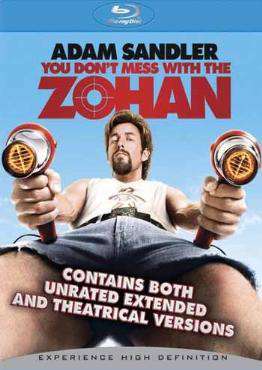 Blu-ray Disc
ADAM SANDLER
YOU DON'T MESS WITH THE
ZOHAN
CONTAINS BOTH
UNRATED EXTENDED
AND THEATRICAL VERSIONS
EXPERIENCE HIGH DEFINITION